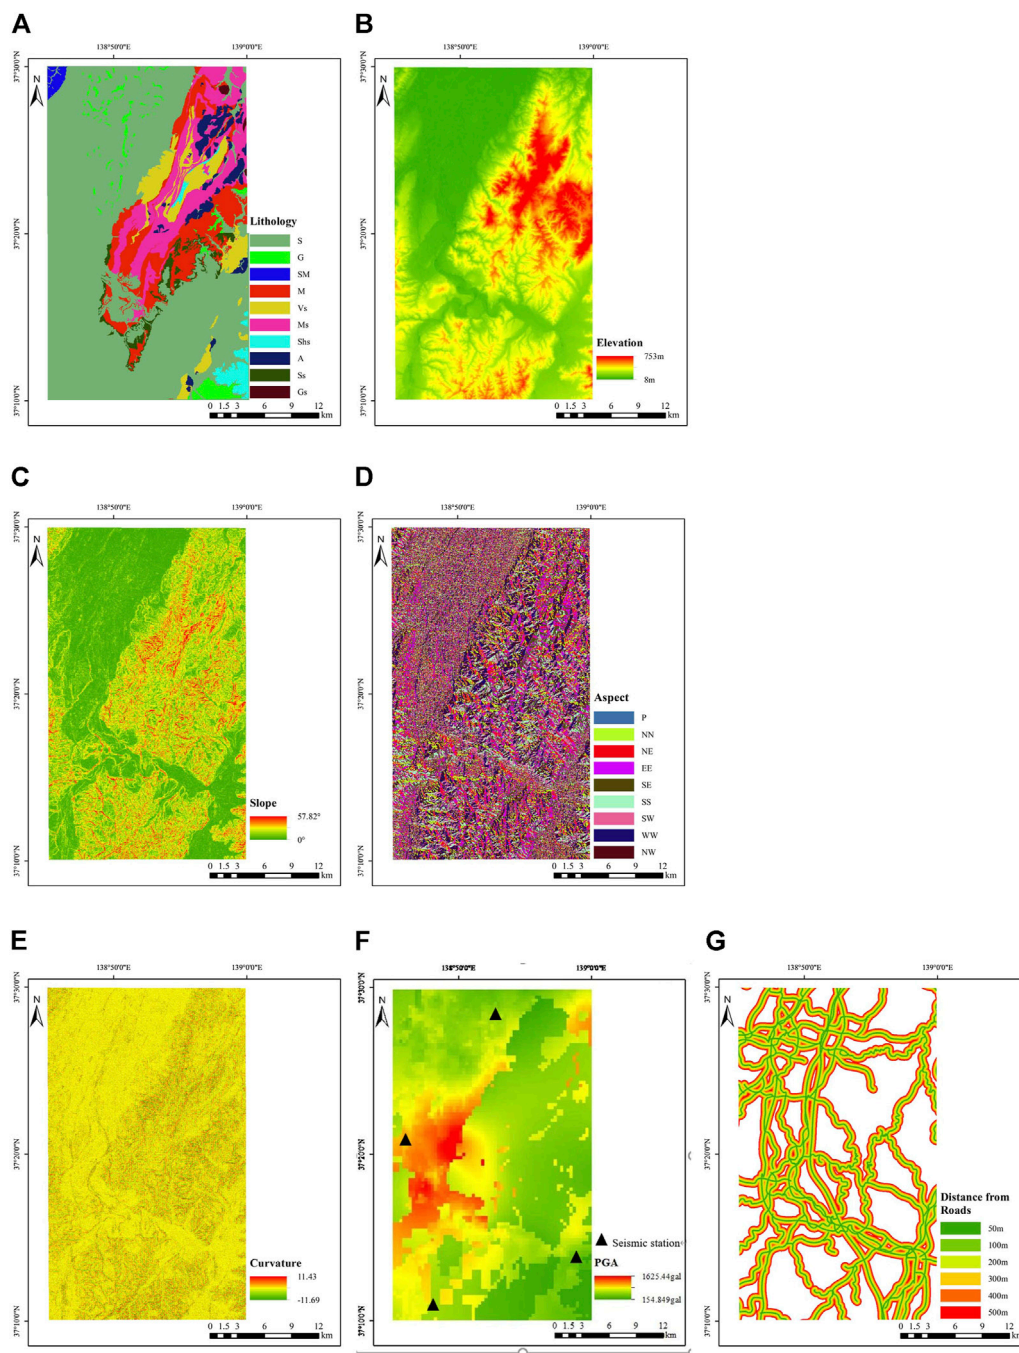 A
138°50'0"E
139°0'0"E
37°30'0"N
37°20'0"N
37°10'0"N
N
Lithology
S
G
SM
M
Vs
Ms
Shs
A
Ss
Gs
0 1.5 3 6 9 12
km
B
138°50'0"E
139°0'0"E
37°30'0"N
37°20'0"N
37°10'0"N
N
Elevation
753m
8m
0 1.5 3 6 9 12
km
C
138°50'0"E
139°0'0"E
37°30'0"N
37°20'0"N
37°10'0"N
N
Slope
57.82°
0°
0 1.5 3 6 9 12
km
D
138°50'0"E
139°0'0"E
37°30'0"N
37°20'0"N
37°10'0"N
N
Aspect
P
NN
NE
EE
SE
SS
SW
WW
NW
0 1.5 3 6 9 12
km
E
138°50'0"E
139°0'0"E
37°30'0"N
37°20'0"N
37°10'0"N
N
Curvature
11.43
-11.69
0 1.5 3 6 9 12
km
F
138°50'0"E
139°0'0"E
37°30'0"N
37°20'0"N
37°10'0"N
N
Seismic station
PGA
1625.44gal
154.849gal
0 1.5 3 6 9 12
km
G
138°50'0"E
139°0'0"E
37°30'0"N
37°20'0"N
37°10'0"N
N
Distance from
Roads
50m
100m
200m
300m
400m
500m
0 1.5 3 6 9 12
km